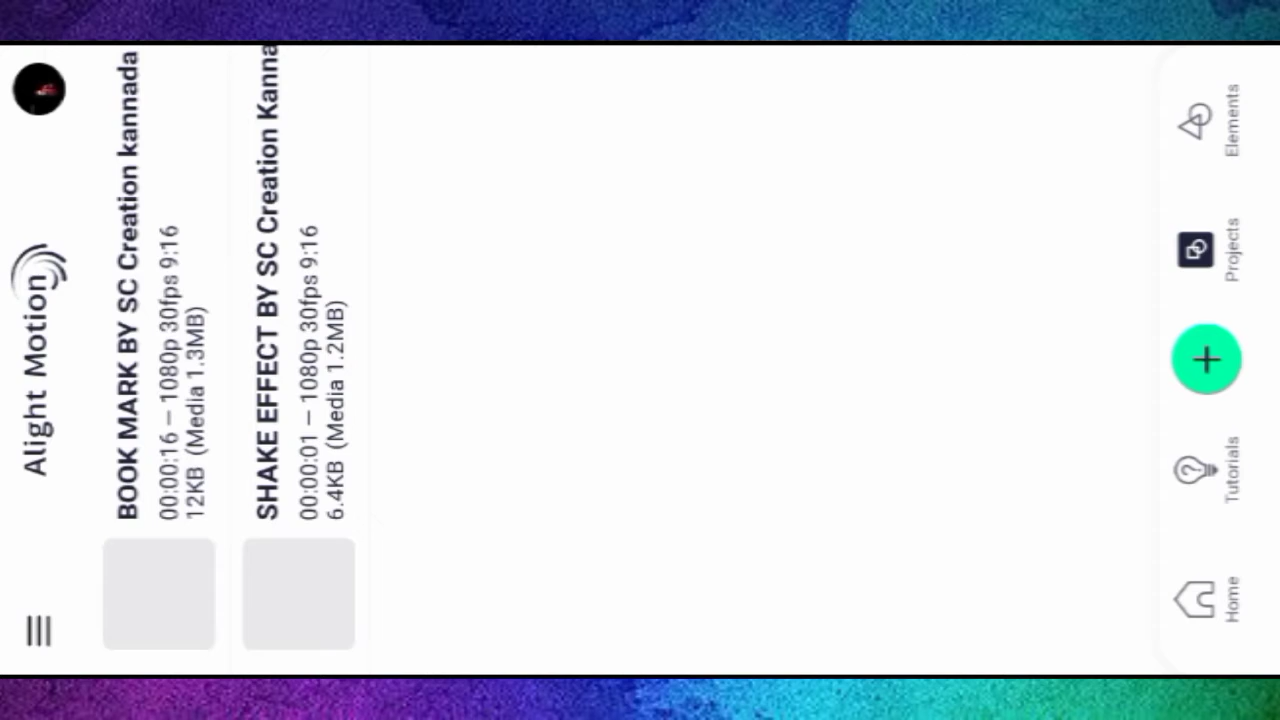 Alight Motion
BOOK MARK BY SC Creation kannada
00:00:16 – 1080p 30fps 9:16
12KB (Media 1.3MB)
SHAKE EFFECT BY SC Creation Kanna
00:00:01 – 1080p 30fps 9:16
6.4KB (Media 1.2MB)
Home
Tutorials
Projects
Elements